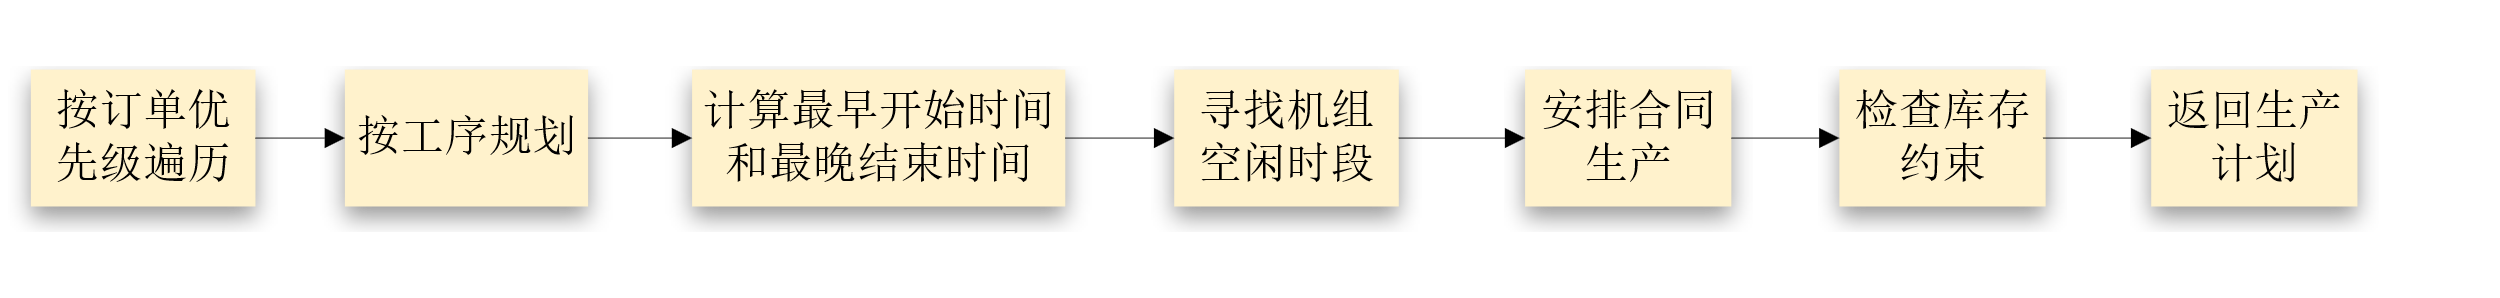 按订单优
先级遍历
按工序规划
计算最早开始时间
和最晚结束时间
寻找机组
空闲时段
安排合同
生产
检查库存
约束
返回生产
计划